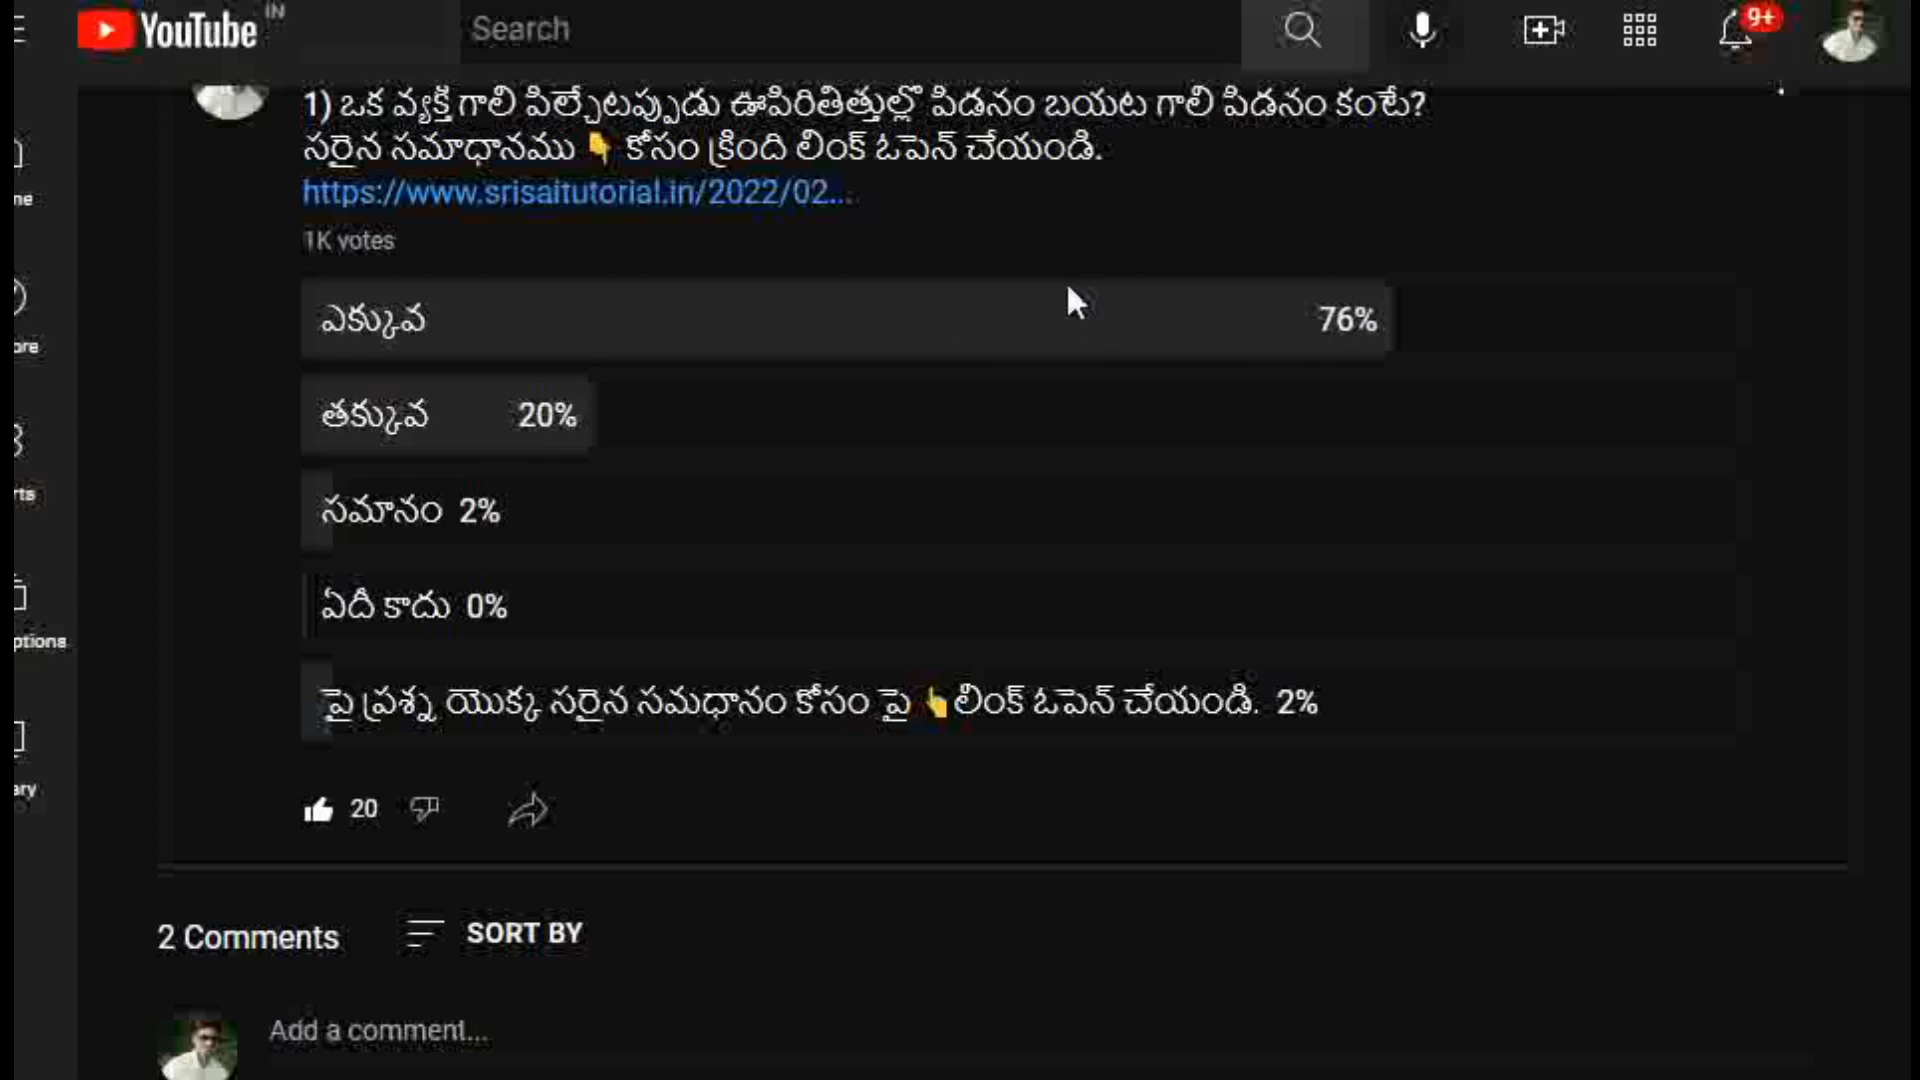 YouTube IN
Search
9+
1) ఒక వ్యక్తి గాలి పీల్చేటప్పుడు ఊపిరితిత్తుల్లో పీడనం బయట గాలి పీడనం కంటే?
సరైన సమాధానము 👇 కోసం క్రింది లింక్ ఓపెన్ చేయండి.
https://www.srisaitutorial.in/2022/02...
1K votes
ఎక్కువ 76%
తక్కువ 20%
సమానం 2%
ఏదీ కాదు 0%
పై ప్రశ్న యొక్క సరైన సమధానం కోసం పై 👆లింక్ ఓపెన్ చేయండి. 2%
20
2 Comments
SORT BY
Add a comment...